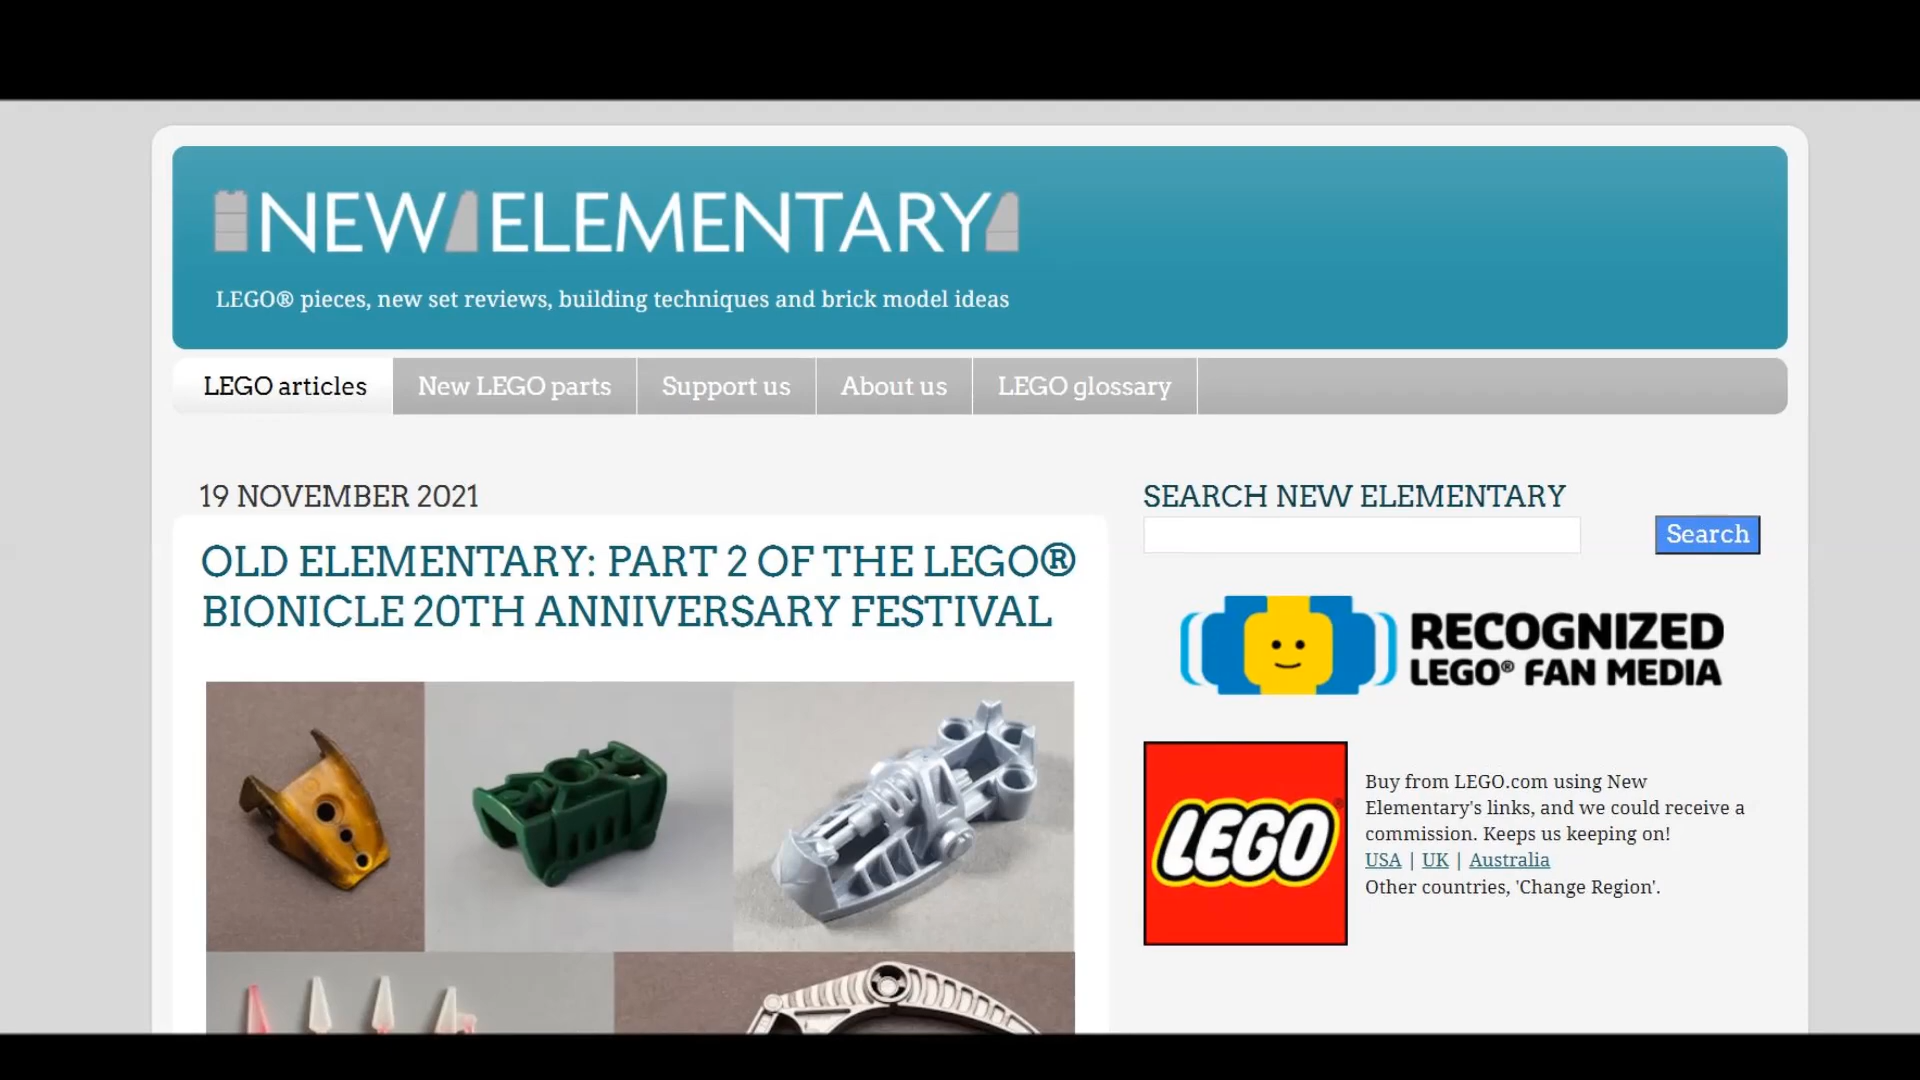 NEW ELEMENTARY
LEGO® pieces, new set reviews, building techniques and brick model ideas
LEGO articles
New LEGO parts
Support us
About us
LEGO glossary
19 NOVEMBER 2021
OLD ELEMENTARY: PART 2 OF THE LEGO®
BIONICLE 20TH ANNIVERSARY FESTIVAL
SEARCH NEW ELEMENTARY
Search
RECOGNIZED
LEGO® FAN MEDIA
LEGO®
Buy from LEGO.com using New
Elementary's links, and we could receive a
commission. Keeps us keeping on!
USA | UK | Australia
Other countries, 'Change Region'.